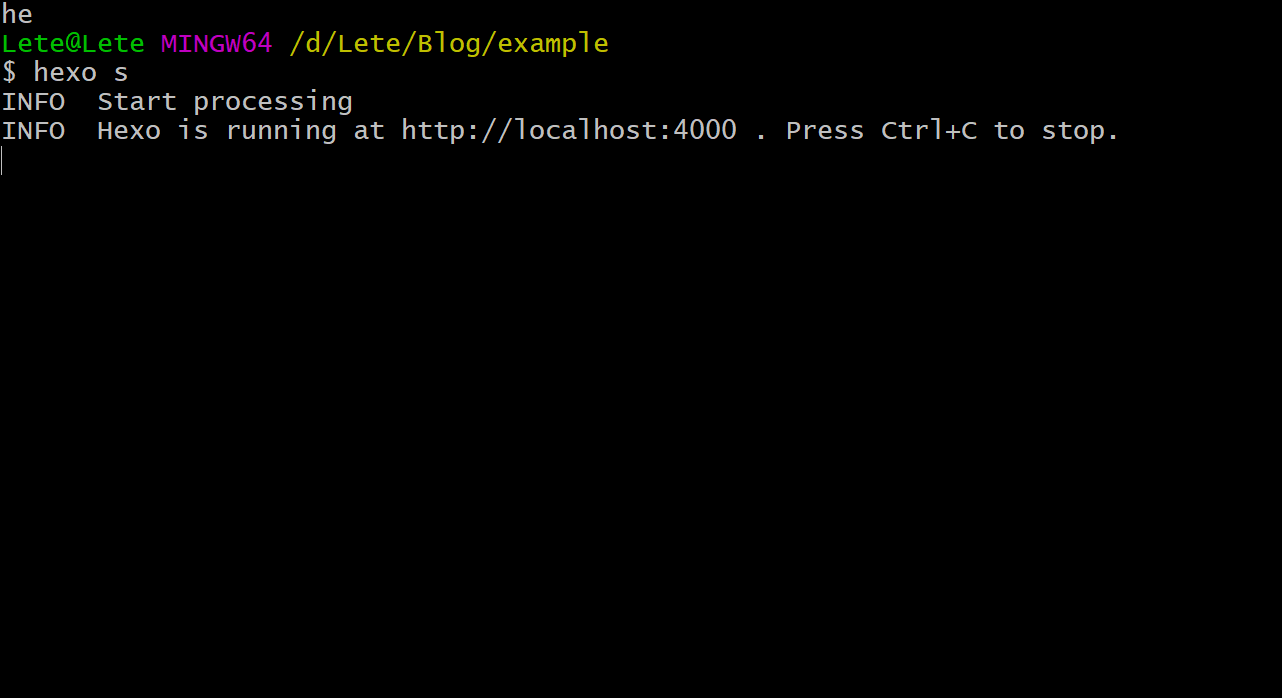 he
Lete@Lete MINGW64 /d/Lete/Blog/example
$ hexo s
INFO  Start processing
INFO  Hexo is running at http://localhost:4000 . Press Ctrl+C to stop.